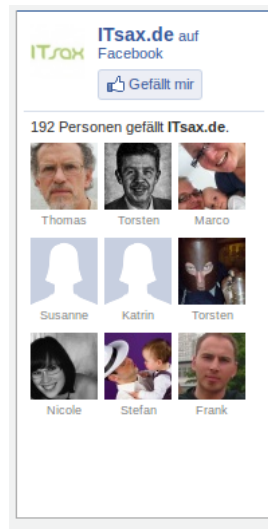 ITsax
ITsax.de auf
Facebook
Gefällt mir
192 Personen gefällt ITsax.de.
Thomas Torsten Marco
Susanne Katrin Torsten
Nicole Stefan Frank